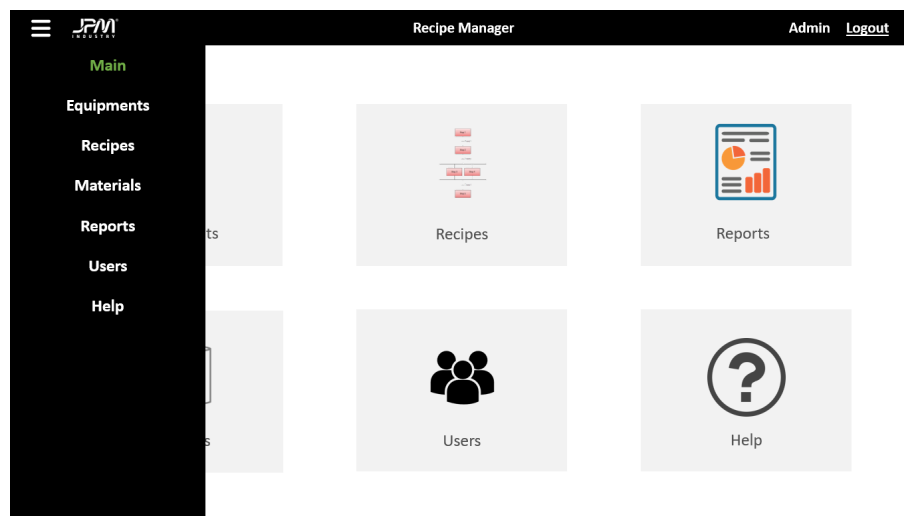 JPM INDUSTRY
Recipe Manager
Admin Logout
Main
Equipments
Recipes
Materials
Reports
Users
Help
ts
Recipes
Reports
s
Users
Help